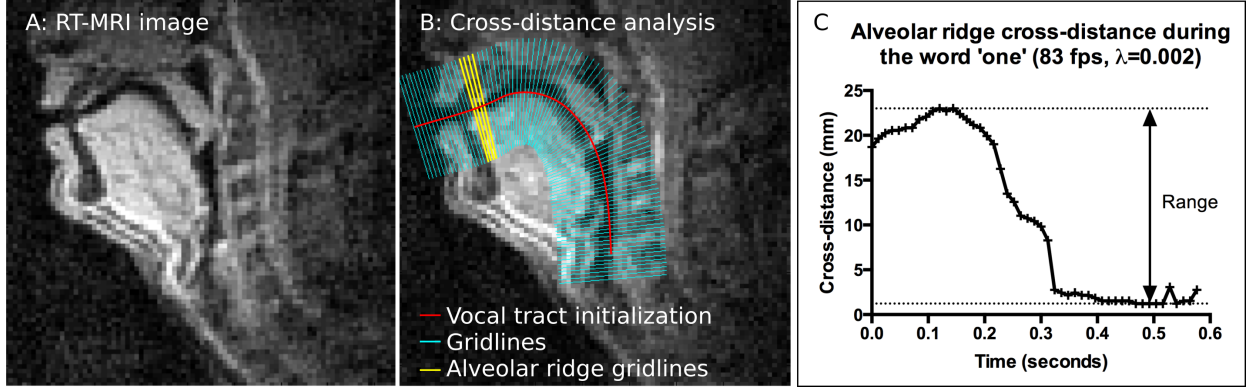 A: RT-MRI image
B: Cross-distance analysis
Vocal tract initialization
Gridlines
Alveolar ridge gridlines
C
Alveolar ridge cross-distance during
the word 'one' (83 fps, λ=0.002)
Cross-distance (mm)
25
20
15
10
5
0
Range
0.0 0.1 0.2 0.3 0.4 0.5 0.6
Time (seconds)